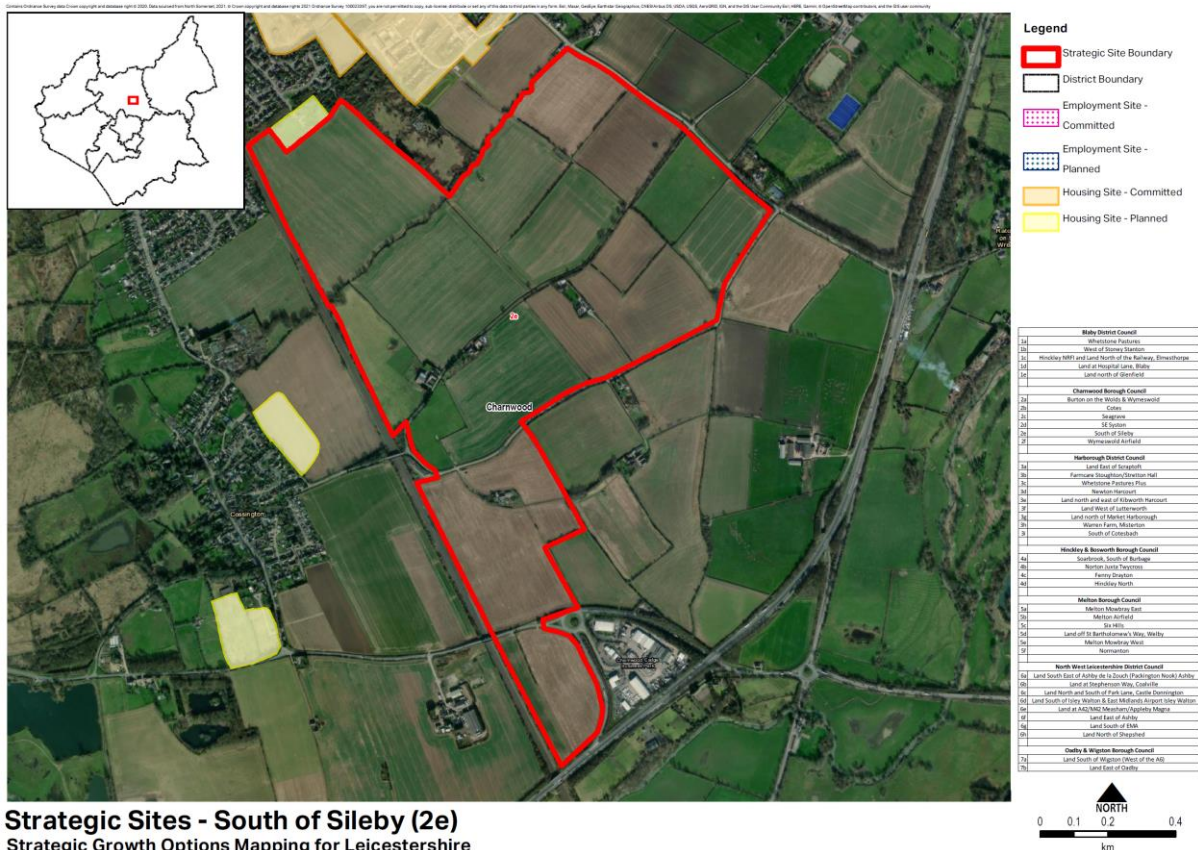 Legend
Strategic Site Boundary
District Boundary
Employment Site -
Committed
Employment Site -
Planned
Housing Site - Committed
Housing Site - Planned
2e
Charnwood
Cossington
Blaby District Council
1a Whetstone Pastures
1b West of Stoney Stanton
1c Hinckley NRFI and Land North of the Railway, Elmesthorpe
1d Land at Hospital Lane, Blaby
1e Land north of Glenfield
Charnwood Borough Council
2a Burton on the Wolds & Wymeswold
2b Cotes
2c Seagrave
2d SE Syston
2e South of Sileby
2f Wymeswold Airfield
Harborough District Council
3a Land East of Scraptoft
3b Farmcare Stoughton/Stretton Hall
3c Whetstone Pastures Plus
3d Newton Harcourt
3e Land north and east of Kibworth Harcourt
3f Land West of Lutterworth
3g Land north of Market Harborough
3h Warren Farm, Misterton
3i South of Cotesbach
Hinckley & Bosworth Borough Council
4a Soarbrook, South of Burbage
4b Norton Juxta Twycross
4c Fenny Drayton
4d Hinckley North
Melton Borough Council
5a Melton Mowbray East
5b Melton Airfield
5c Six Hills
5d Land off St Bartholomew's Way, Welby
5e Melton Mowbray West
5f Normanton
North West Leicestershire District Council
6a Land South East of Ashby de la Zouch (Packington Nook) Ashby
6b Land at Stephenson Way, Coalville
6c Land North and South of Park Lane, Castle Donnington
6d Land South of Isley Walton & East Midlands Airport Isley Walton
6e Land at A42/M42 Measham/Appleby Magna
6f Land East of Ashby
6g Land South of EMA
6h Land North of Shepshed
Oadby & Wigston Borough Council
7a Land South of Wigston (West of the A6)
7b Land East of Oadby
NORTH
0 0.1 0.2 0.4
km
Strategic Sites - South of Sileby (2e)
Strategic Growth Options Mapping for Leicestershire